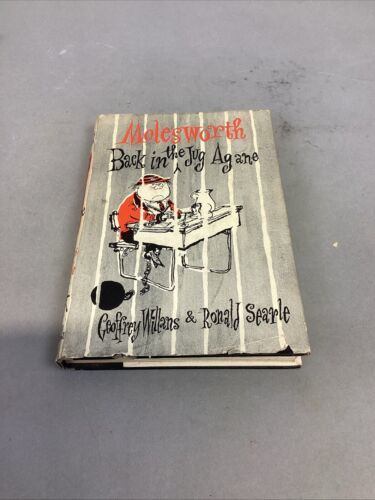 Molesworth
Back in the Jug Agane
Geoffrey Willans & Ronald Searle